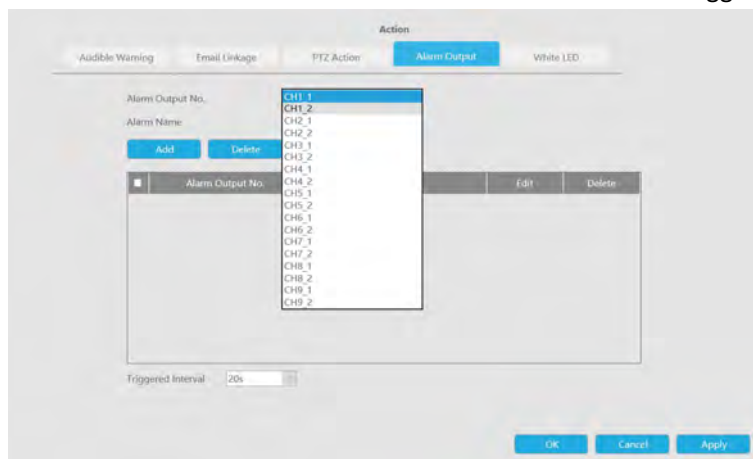 Action
Audible Warning Email Linkage PTZ Action Alarm Output White LED
Alarm Output No.
Alarm Name
CH1_1
CH1_2
CH2_1
CH2_2
CH3_1
CH3_2
CH4_1
CH4_2
CH5_1
CH5_2
CH6_1
CH6_2
CH7_1
CH7_2
CH8_1
CH8_2
CH9_1
CH9_2
Add Delete
Alarm Output No. Edit Delete
Triggered Interval 20s
OK Cancel Apply